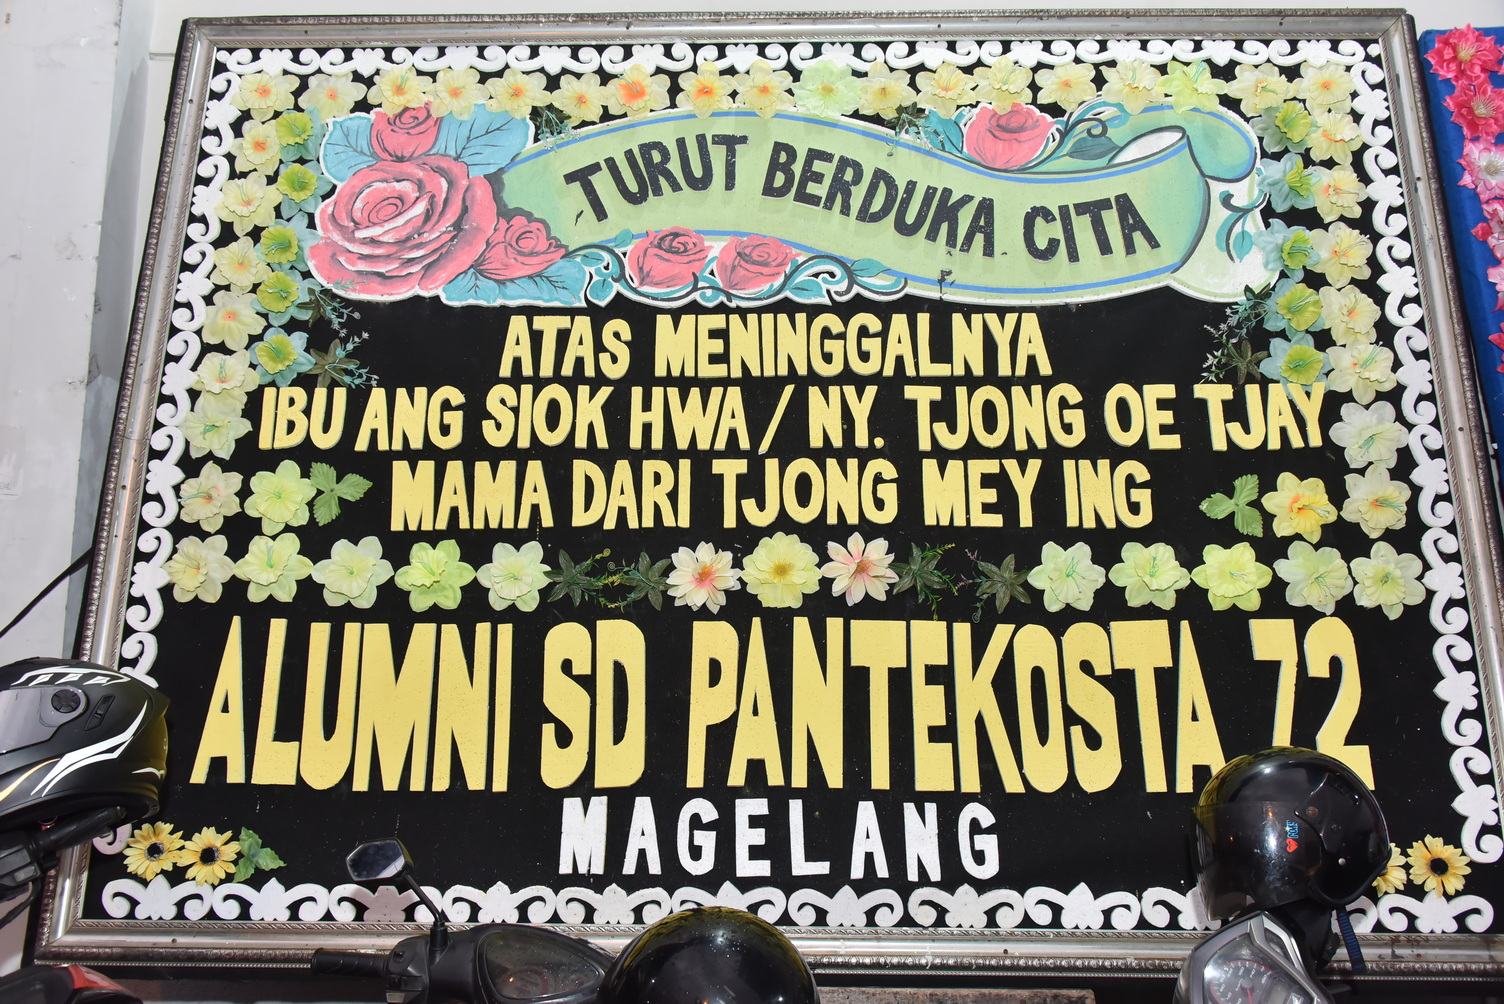 TURUT BERDUKA CITA
ATAS MENINGGALNYA
IBU ANG SIOK HWA / NY. TJONG OE TJAY
MAMA DARI TJONG MEY ING
ALUMNI SD PANTEKOSTA 72
MAGELANG